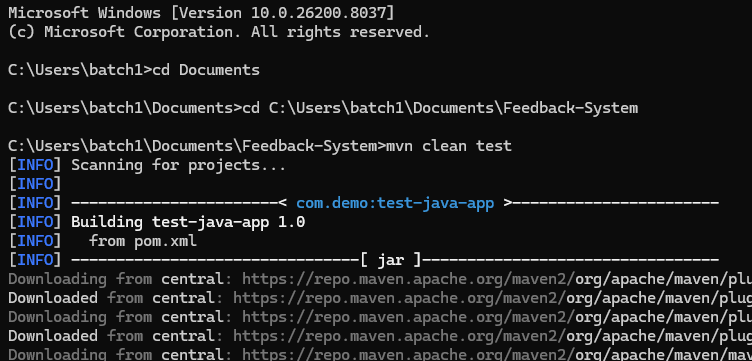 Microsoft Windows [Version 10.0.26200.8037]
(c) Microsoft Corporation. All rights reserved.
C:\Users\batch1>cd Documents
C:\Users\batch1\Documents>cd C:\Users\batch1\Documents\Feedback-System
C:\Users\batch1\Documents\Feedback-System>mvn clean test
[INFO] Scanning for projects...
[INFO]
[INFO] -----------------------< com.demo:test-java-app >-----------------------
[INFO] Building test-java-app 1.0
[INFO]   from pom.xml
[INFO] --------------------------------[ jar ]---------------------------------
Downloading from central: https://repo.maven.apache.org/maven2/org/apache/maven/plu
Downloaded from central: https://repo.maven.apache.org/maven2/org/apache/maven/plug
Downloading from central: https://repo.maven.apache.org/maven2/org/apache/maven/plu
Downloaded from central: https://repo.maven.apache.org/maven2/org/apache/maven/plug
Downloading from central: https://repo.maven.apache.org/maven2/org/apache/maven/plu